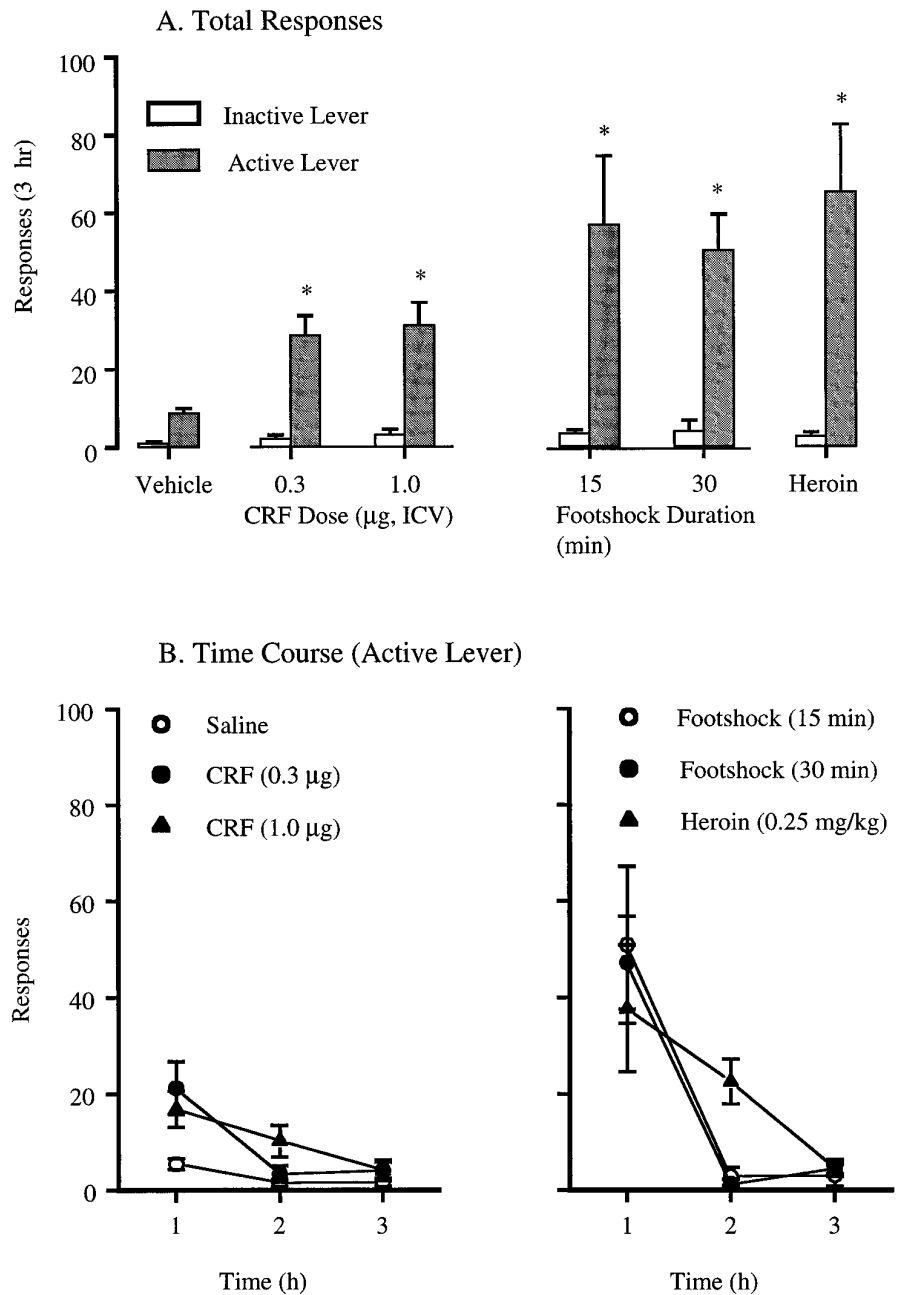 A. Total Responses
100
80
60
40
20
0
Responses (3 hr)
Inactive Lever
Active Lever
*
*
*
*
*
Vehicle
0.3
1.0
CRF Dose (μg, ICV)
15
30
Footshock Duration
(min)
Heroin
B. Time Course (Active Lever)
100
80
60
40
20
0
Responses
Saline
CRF (0.3 μg)
CRF (1.0 μg)
1
2
3
Time (h)
Footshock (15 min)
Footshock (30 min)
Heroin (0.25 mg/kg)
1
2
3
Time (h)